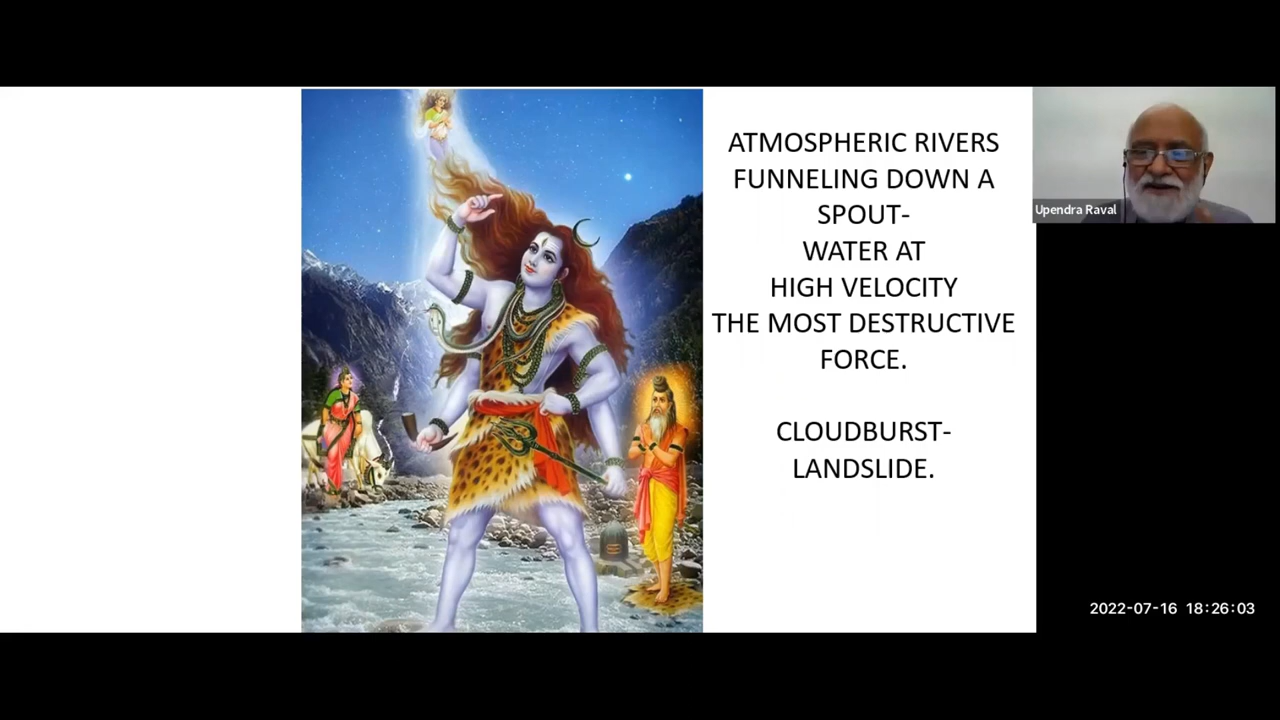 ATMOSPHERIC RIVERS
FUNNELING DOWN A
SPOUT-
WATER AT
HIGH VELOCITY
THE MOST DESTRUCTIVE
FORCE.
CLOUDBURST-
LANDSLIDE.
Upendra Raval
2022-07-16 18:26:03